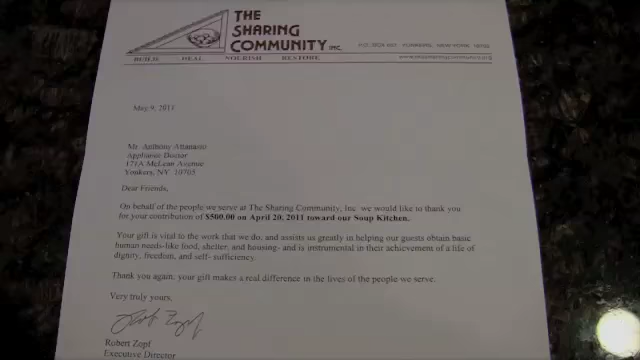 THE
SHARING
COMMUNITY INC.
BUILD HEAL NOURISH RESTORE
May 9, 2011
Mr. Anthony Attanasio
Appliance Doctor
171A McLean Avenue
Yonkers, NY 10705
Dear Friends,
On behalf of the people we serve at The Sharing Community, Inc we would like to thank you
for your contribution of $500.00 on April 20, 2011 toward our Soup Kitchen.
Your gift is vital to the work that we do, and assists us greatly in helping our guests obtain basic
human needs-like food, shelter, and housing- and is instrumental in their achievement of a life of
dignity, freedom, and self- sufficiency.
Thank you again, your gift makes a real difference in the lives of the people we serve.
Very truly yours,
Rob Zopf
Robert Zopf
Executive Director